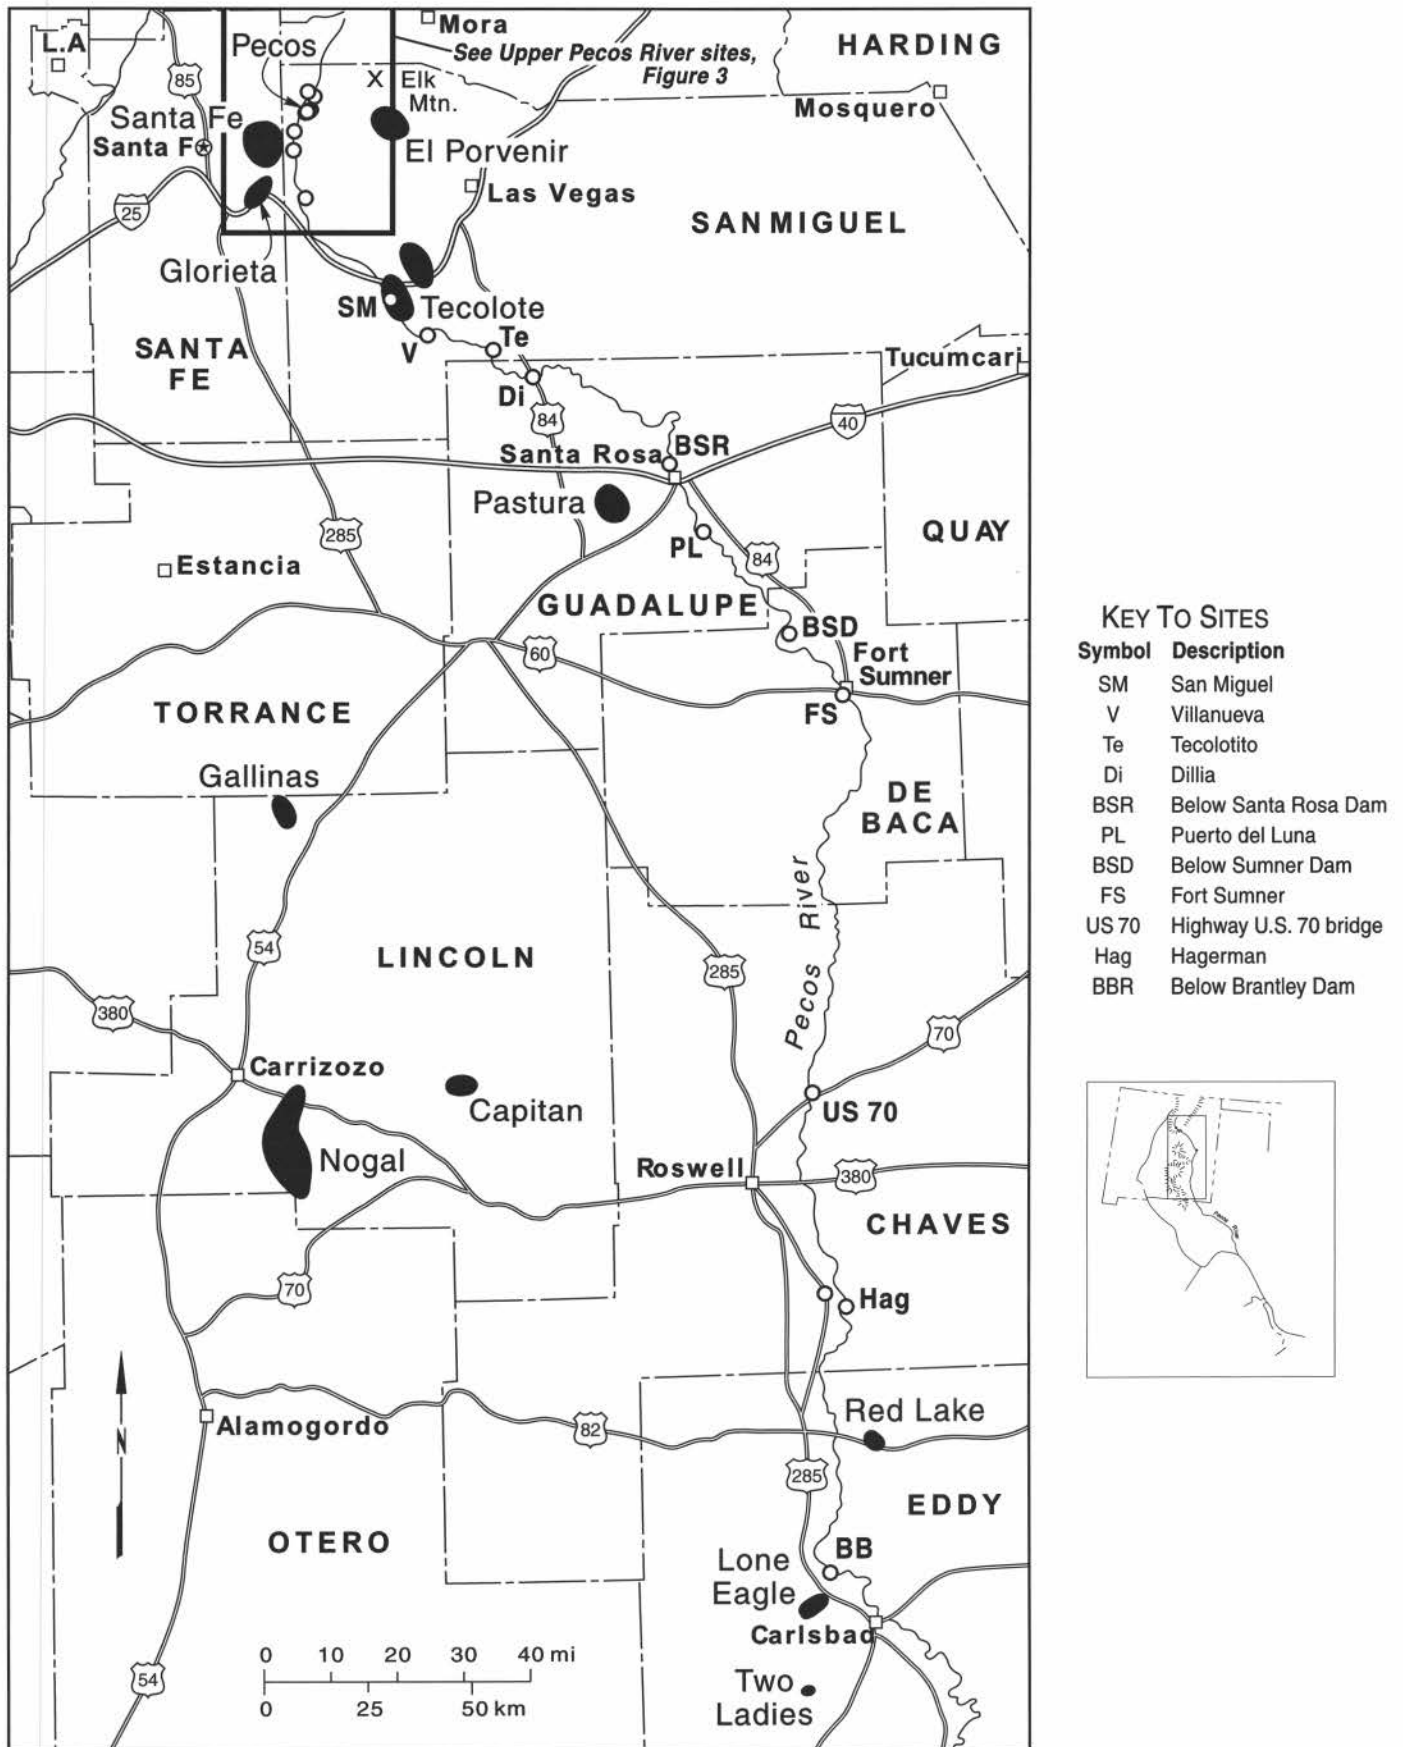 L.A
85
Pecos
Mora
See Upper Pecos River sites,
Figure 3
HARDING
X Elk
Mtn.
Mosquero
Santa Fe
Santa F
El Porvenir
Las Vegas
25
SAN MIGUEL
Glorieta
SM
Tecolote
V
Te
SANTA
FE
Tucumcari
Di
84
40
Santa Rosa
BSR
Pastura
285
PL
QUAY
Estancia
84
GUADALUPE
BSD
60
Fort
Sumner
FS
TORRANCE
Gallinas
DE
BACA
Pecos River
54
LINCOLN
285
380
70
Carrizozo
Capitan
US 70
Nogal
Roswell
380
CHAVES
70
Hag
N
Alamogordo
82
Red Lake
285
EDDY
OTERO
BB
Lone
Eagle
Carlsbad
0 10 20 30 40 mi
0 25 50 km
54
Two
Ladies
KEY TO SITES
Symbol Description
SM San Miguel
V Villanueva
Te Tecolotito
Di Dillia
BSR Below Santa Rosa Dam
PL Puerto del Luna
BSD Below Sumner Dam
FS Fort Sumner
US 70 Highway U.S. 70 bridge
Hag Hagerman
BBR Below Brantley Dam